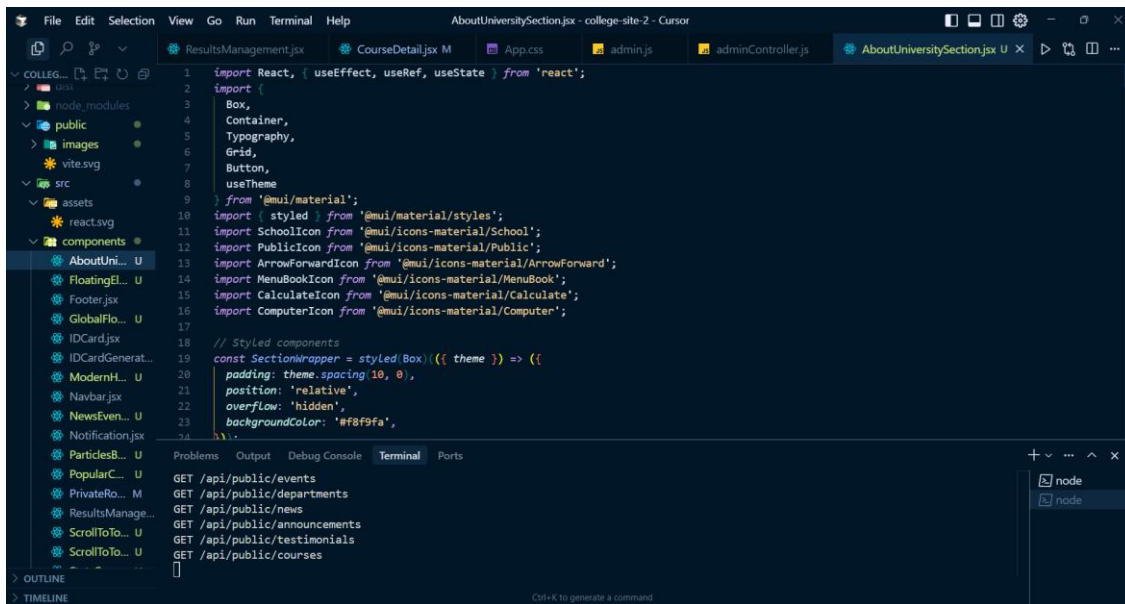 File Edit Selection View Go Run Terminal Help AboutUniversitySection.jsx - college-site-2 - Cursor
ResultsManagement.jsx CourseDetail.jsx M App.css admin.js adminController.js AboutUniversitySection.jsx U
COLLEG...
dist
node_modules
public
images
vite.svg
src
assets
react.svg
components
AboutUni... U
FloatingEl... U
Footer.jsx
GlobalFlo... U
IDCard.jsx
IDCardGenerat...
ModernH... U
Navbar.jsx
NewsEven... U
Notification.jsx
ParticlesB... U
PopularC... U
PrivateRo... M
ResultsManage...
ScrollToTo... U
ScrollToTo... U
OUTLINE
TIMELINE
1 import React, { useEffect, useRef, useState } from 'react';
2 import {
3 Box,
4 Container,
5 Typography,
6 Grid,
7 Button,
8 useTheme
9 } from '@mui/material';
10 import { styled } from '@mui/material/styles';
11 import SchoolIcon from '@mui/icons-material/School';
12 import PublicIcon from '@mui/icons-material/Public';
13 import ArrowForwardIcon from '@mui/icons-material/ArrowForward';
14 import MenuBookIcon from '@mui/icons-material/MenuBook';
15 import CalculateIcon from '@mui/icons-material/Calculate';
16 import ComputerIcon from '@mui/icons-material/Computer';
17
18 // Styled components
19 const SectionWrapper = styled(Box)(({ theme }) => ({
20 padding: theme.spacing(10, 0),
21 position: 'relative',
22 overflow: 'hidden',
23 backgroundColor: '#f8f9fa',
24 }));
Problems Output Debug Console Terminal Ports
GET /api/public/events
GET /api/public/departments
GET /api/public/news
GET /api/public/announcements
GET /api/public/testimonials
GET /api/public/courses
node
node
Ctrl+K to generate a command